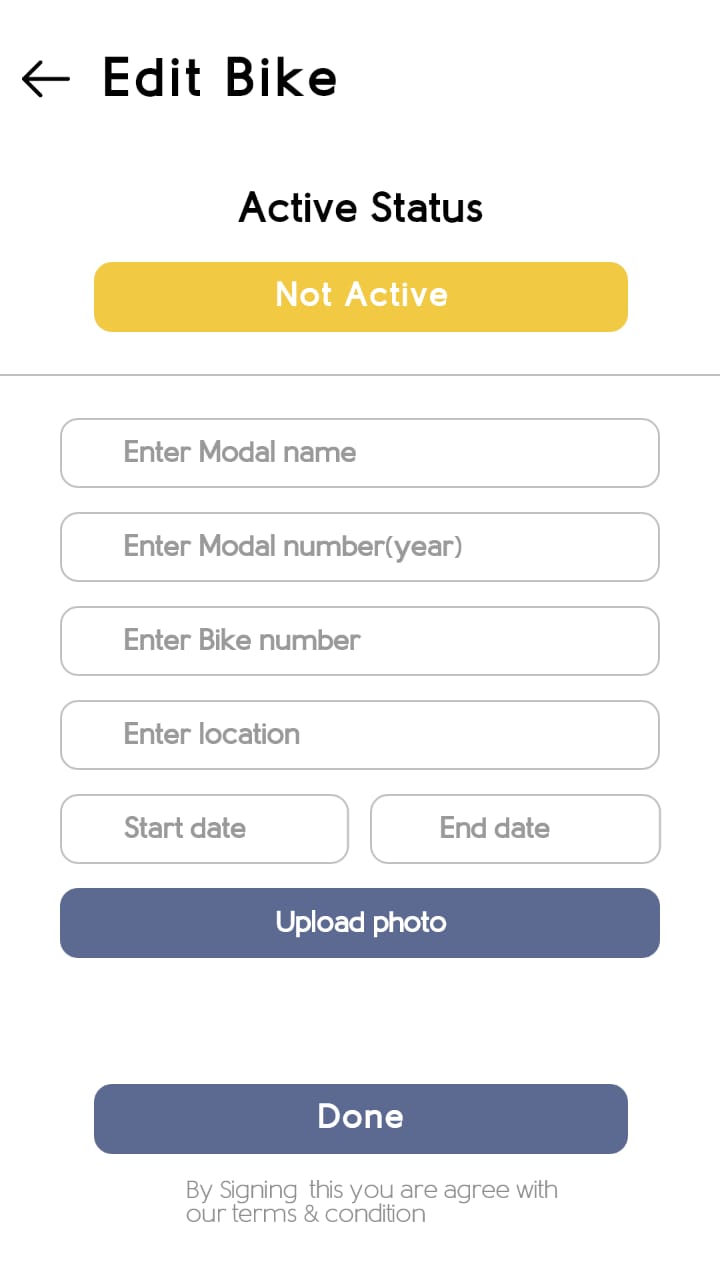 Edit Bike
Active Status
Not Active
Enter Modal name
Enter Modal number(year)
Enter Bike number
Enter location
Start date
End date
Upload photo
Done
By Signing  this you are agree with
our terms & condition